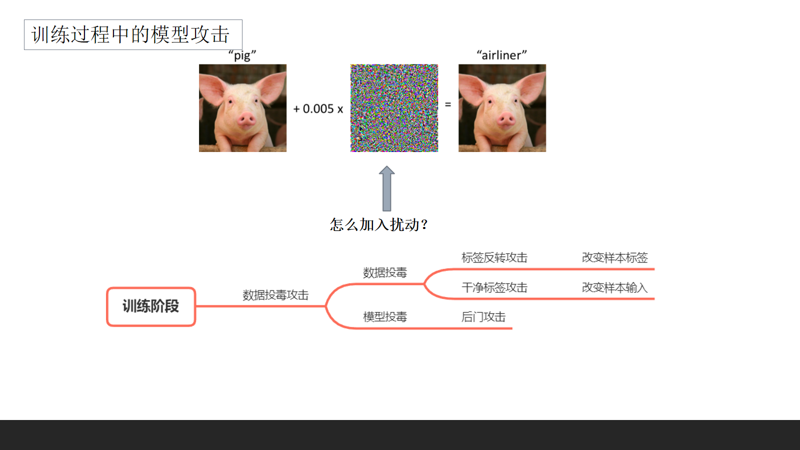 训练过程中的模型攻击
“pig”
“airliner”
+ 0.005 x
=
怎么加入扰动？
标签反转攻击 改变样本标签
数据投毒
干净标签攻击 改变样本输入
训练阶段 数据投毒攻击
模型投毒 后门攻击